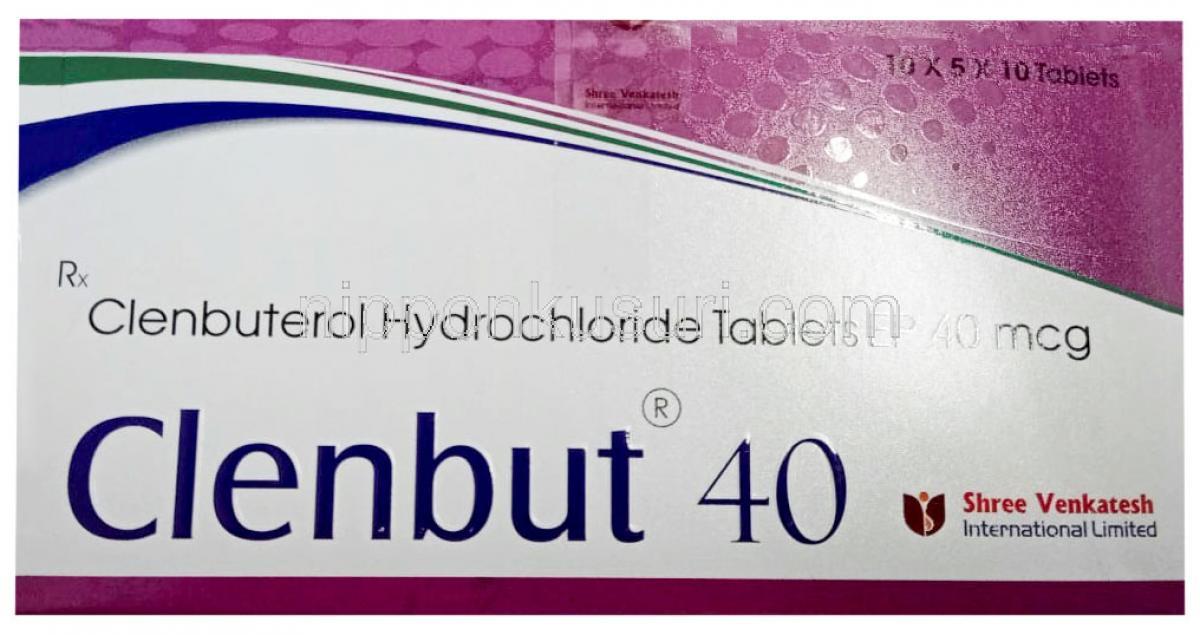 10 X 5 X 10 Tablets
Shree Venkatesh
International Limited
Rx
Clenbuterol Hydrochloride Tablets EP 40 mcg
nipponkusuri.com
Clenbut ® 40
Shree Venkatesh
International Limited